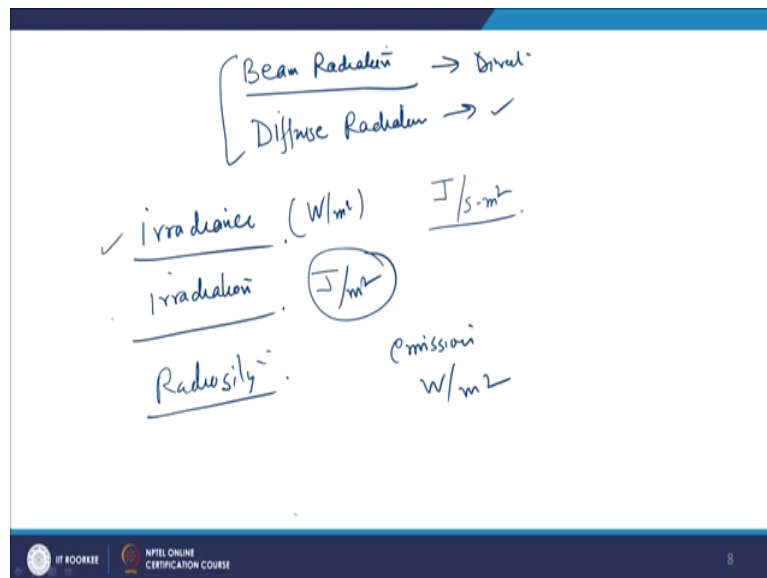 Beam Radiation → Direct
Diffuse Radiation → ✓
✓ irradiance (W/m²) J/s-m²
irradiation. J/m²
Radiosity. emission
W/m²
IIT ROORKEE NPTEL ONLINE
CERTIFICATION COURSE
8